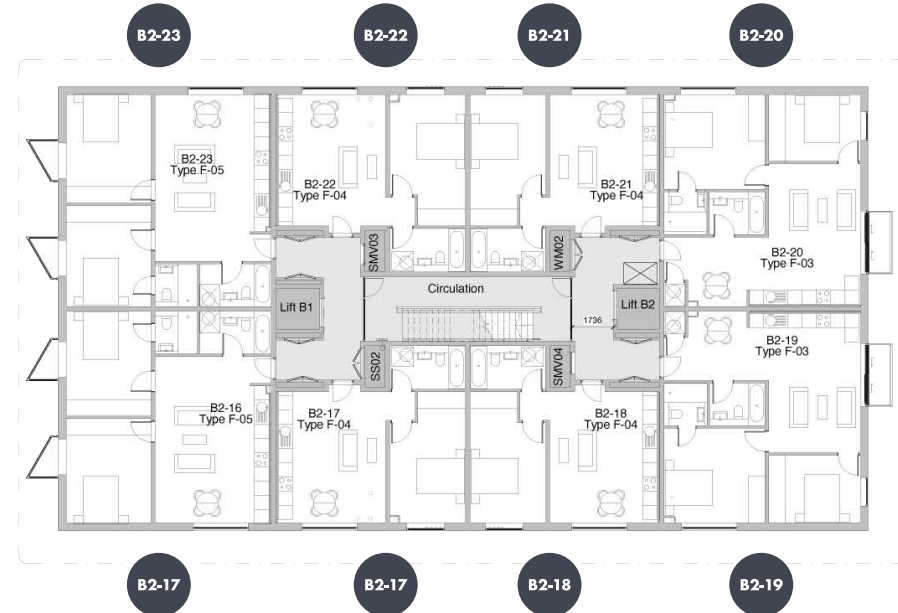 B2-23
B2-22
B2-21
B2-20
B2-23
Type F-05
B2-22
Type F-04
B2-21
Type F-04
SMV03
WM02
B2-20
Type F-03
Circulation
Lift B1
Lift B2
1736
SS02
SMV04
B2-19
Type F-03
B2-16
Type F-05
B2-17
Type F-04
B2-18
Type F-04
B2-17
B2-17
B2-18
B2-19